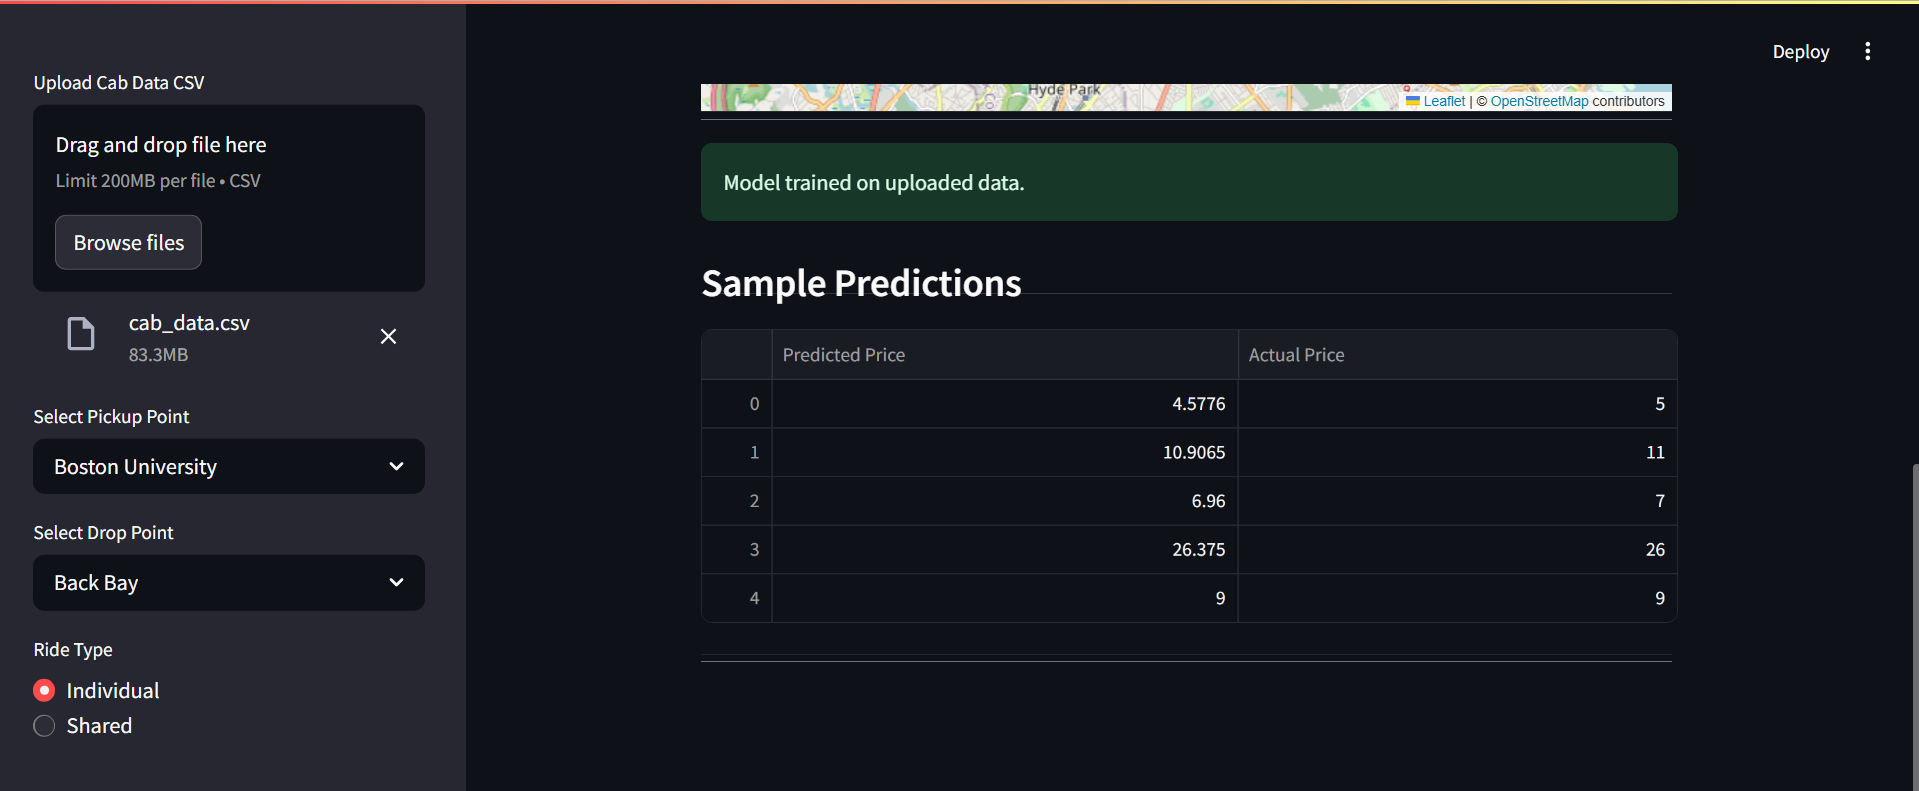 Upload Cab Data CSV
Drag and drop file here
Limit 200MB per file • CSV
Browse files
cab_data.csv
83.3MB
Select Pickup Point
Boston University
Select Drop Point
Back Bay
Ride Type
Individual
Shared
Deploy
Hyde Park
Leaflet | © OpenStreetMap contributors
Model trained on uploaded data.
Sample Predictions
Predicted Price Actual Price
0 4.5776 5
1 10.9065 11
2 6.96 7
3 26.375 26
4 9 9